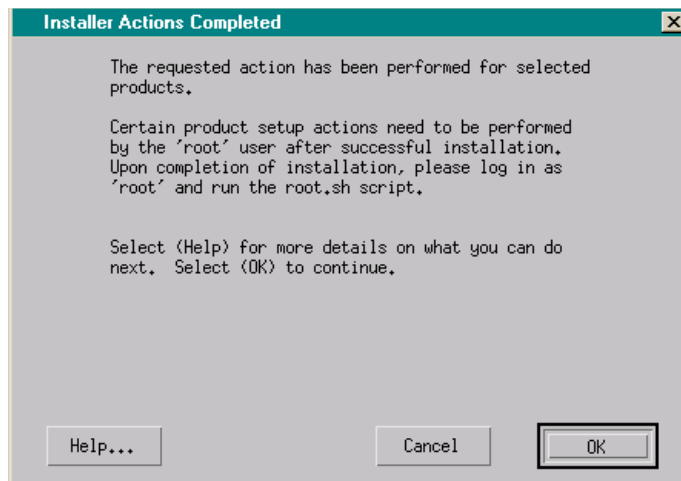 Installer Actions Completed
The requested action has been performed for selected
products.
Certain product setup actions need to be performed
by the 'root' user after successful installation.
Upon completion of installation, please log in as
'root' and run the root.sh script.
Select (Help) for more details on what you can do
next. Select (OK) to continue.
Help...
Cancel
OK